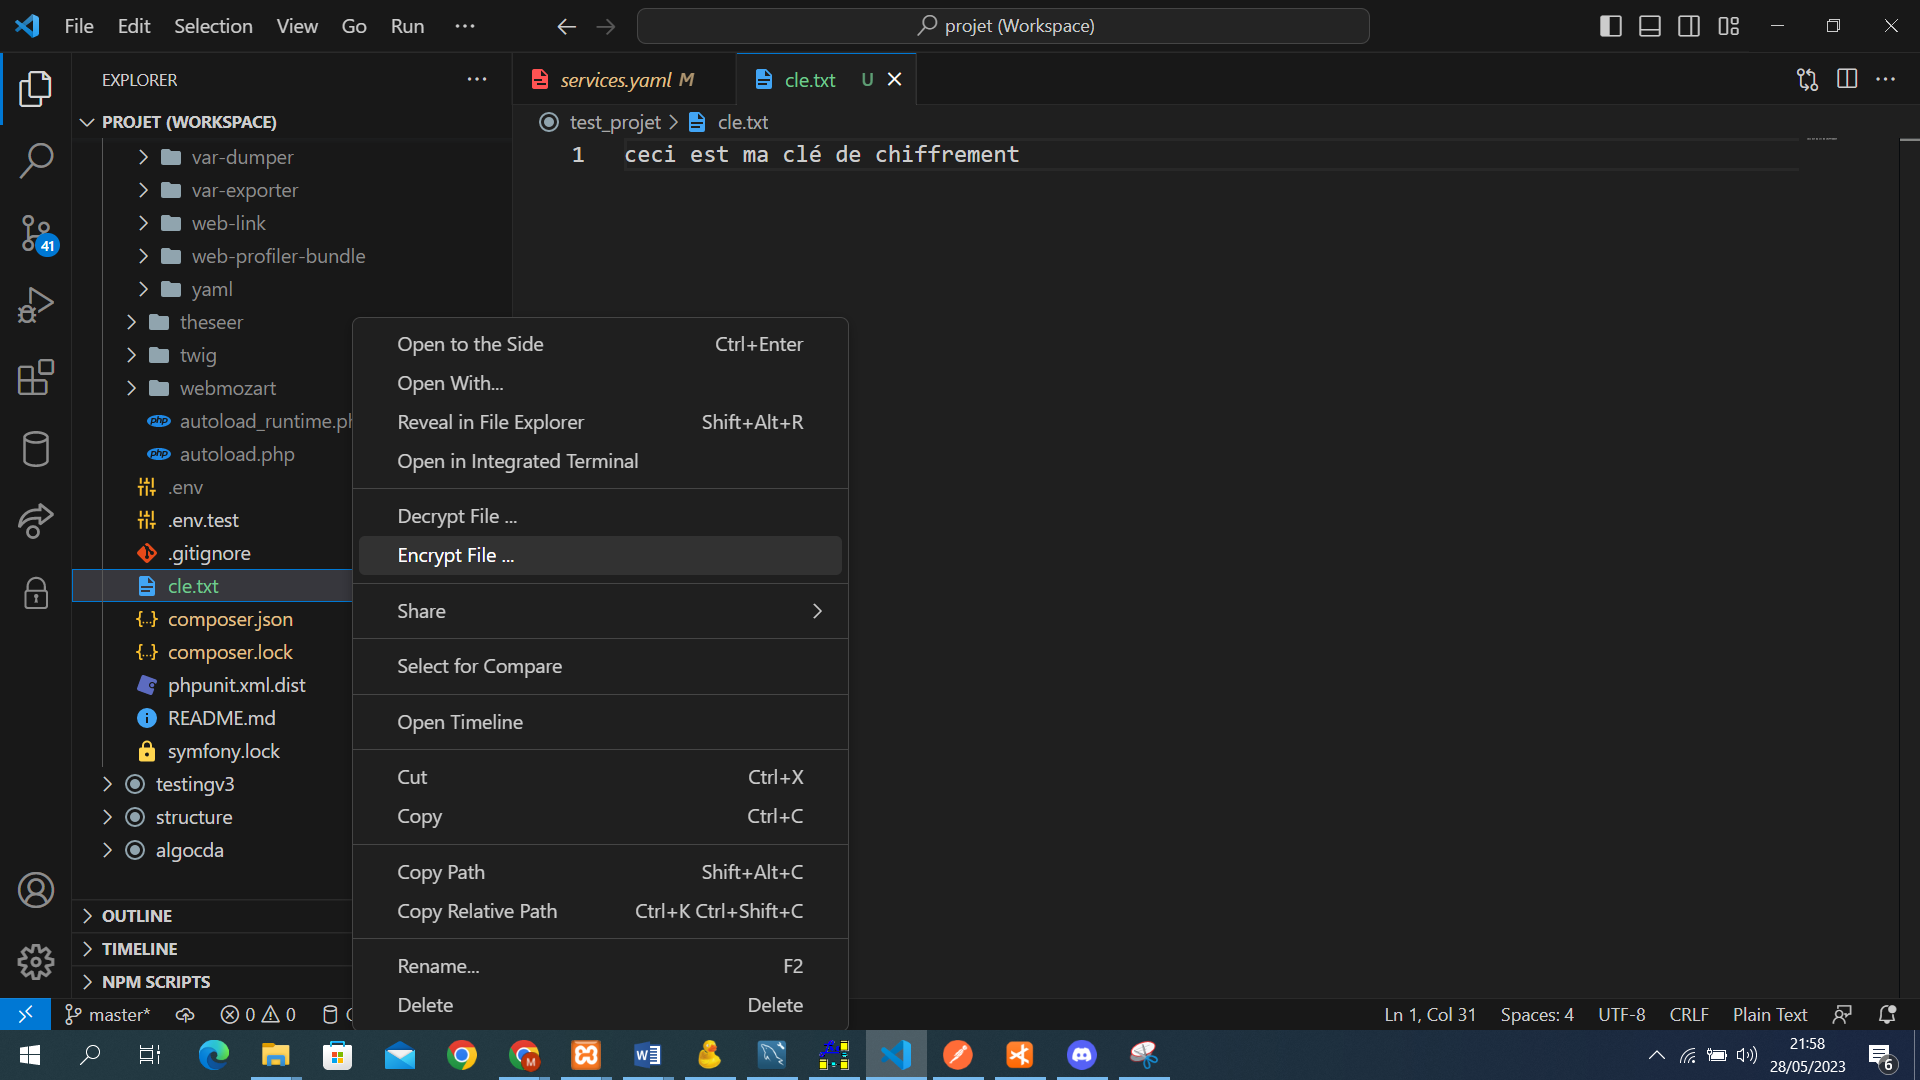 File Edit Selection View Go Run ...
projet (Workspace)
EXPLORER
services.yaml M
cle.txt U
PROJET (WORKSPACE)
test_projet > cle.txt
1 ceci est ma clé de chiffrement
var-dumper
var-exporter
web-link
41
web-profiler-bundle
yaml
theseer
twig
webmozart
php autoload_runtime.ph
php autoload.php
.env
.env.test
.gitignore
cle.txt
composer.json
composer.lock
phpunit.xml.dist
README.md
symfony.lock
testingv3
structure
algocda
OUTLINE
TIMELINE
NPM SCRIPTS
Open to the Side Ctrl+Enter
Open With...
Reveal in File Explorer Shift+Alt+R
Open in Integrated Terminal
Decrypt File ...
Encrypt File ...
Share
Select for Compare
Open Timeline
Cut Ctrl+X
Copy Ctrl+C
Copy Path Shift+Alt+C
Copy Relative Path Ctrl+K Ctrl+Shift+C
Rename... F2
Delete Delete
master* 0 0
Ln 1, Col 31 Spaces: 4 UTF-8 CRLF Plain Text
21:58
28/05/2023
6